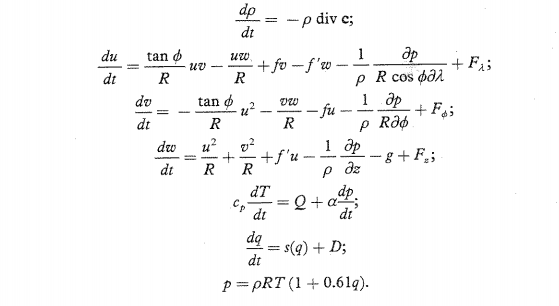 dρ/dt = − ρ div c;
du/dt = tan ϕ/R uv − uw/R + fv − f′w − 1/ρ ∂p/R cos ϕ∂λ + F_λ;
dv/dt = − tan ϕ/R u² − vw/R − fu − 1/ρ ∂p/R∂ϕ + F_ϕ;
dw/dt = u²/R + v²/R + f′u − 1/ρ ∂p/∂z − g + F_z;
c_p dT/dt = Q + α dp/dt;
dq/dt = s(q) + D;
p = ρRT (1 + 0.61q).